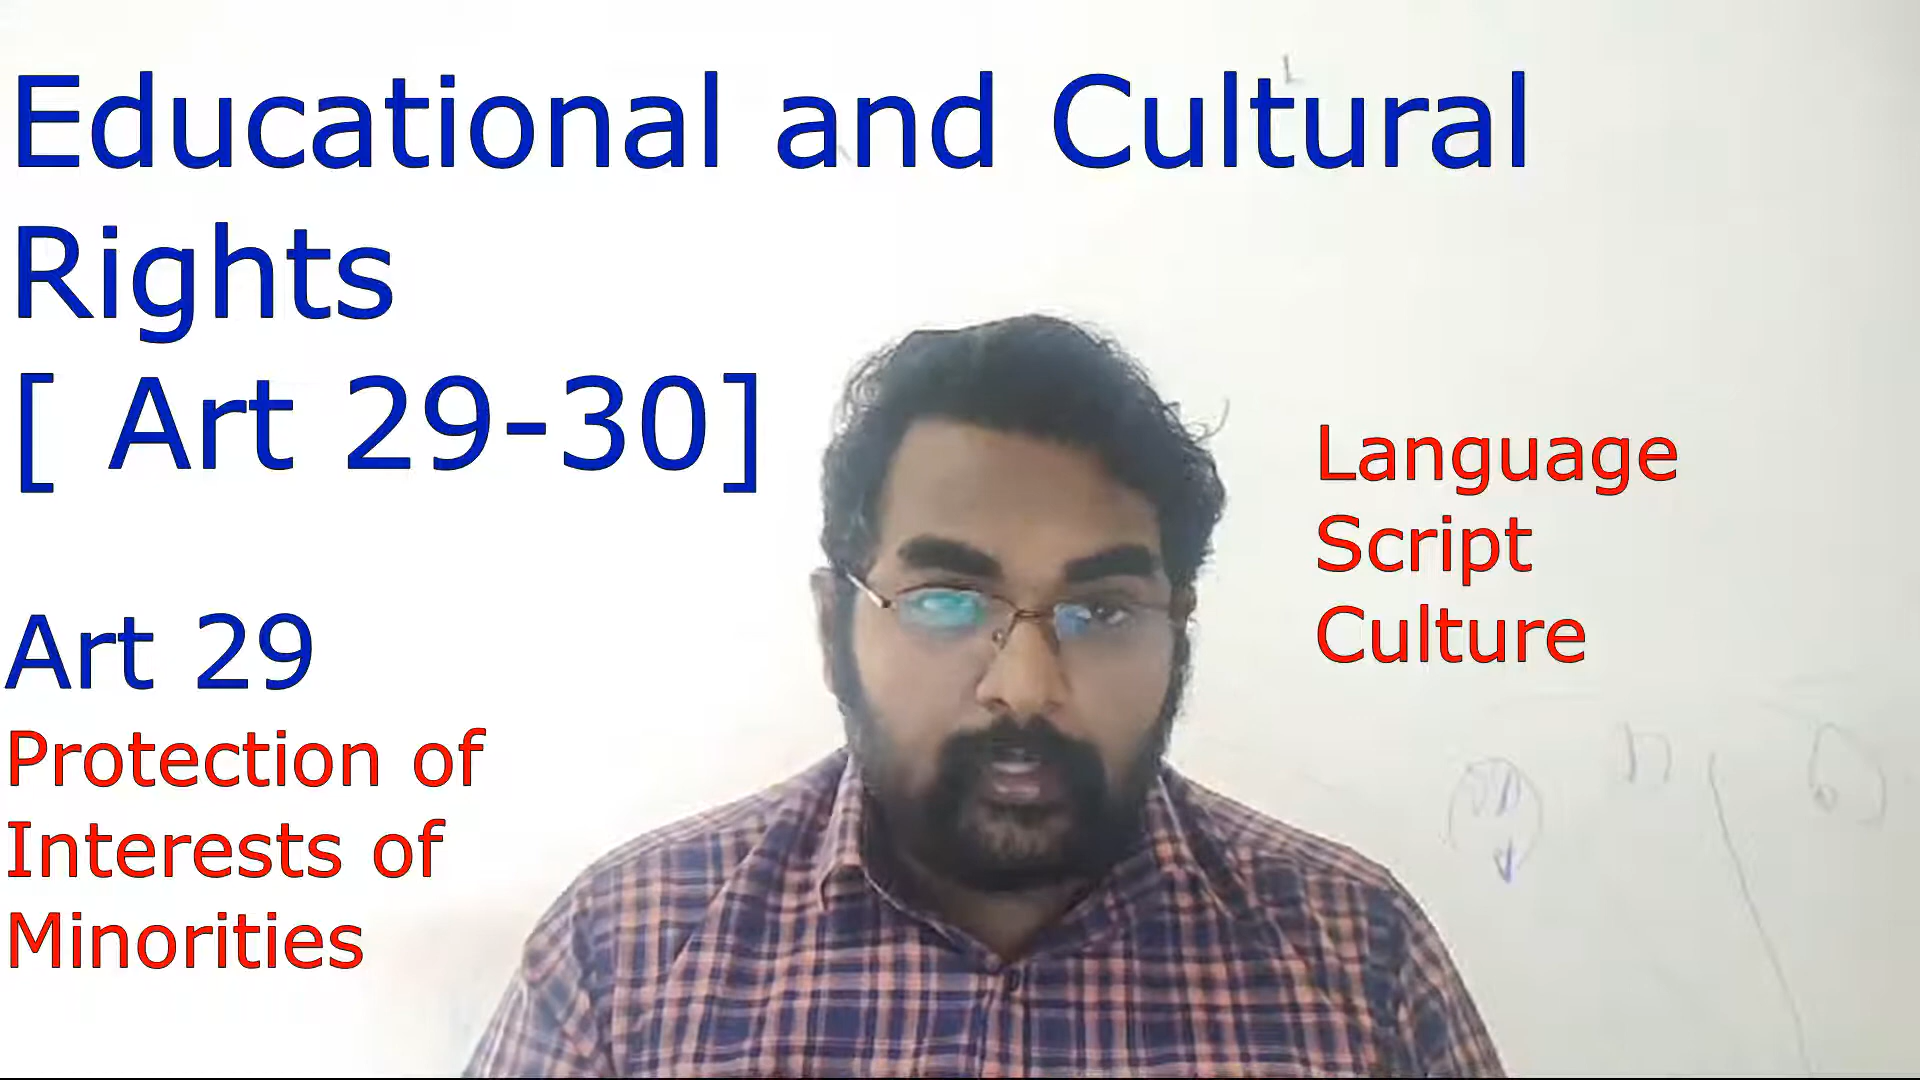 Educational and Cultural
Rights
[ Art 29-30]
Art 29
Protection of
Interests of
Minorities
Language
Script
Culture